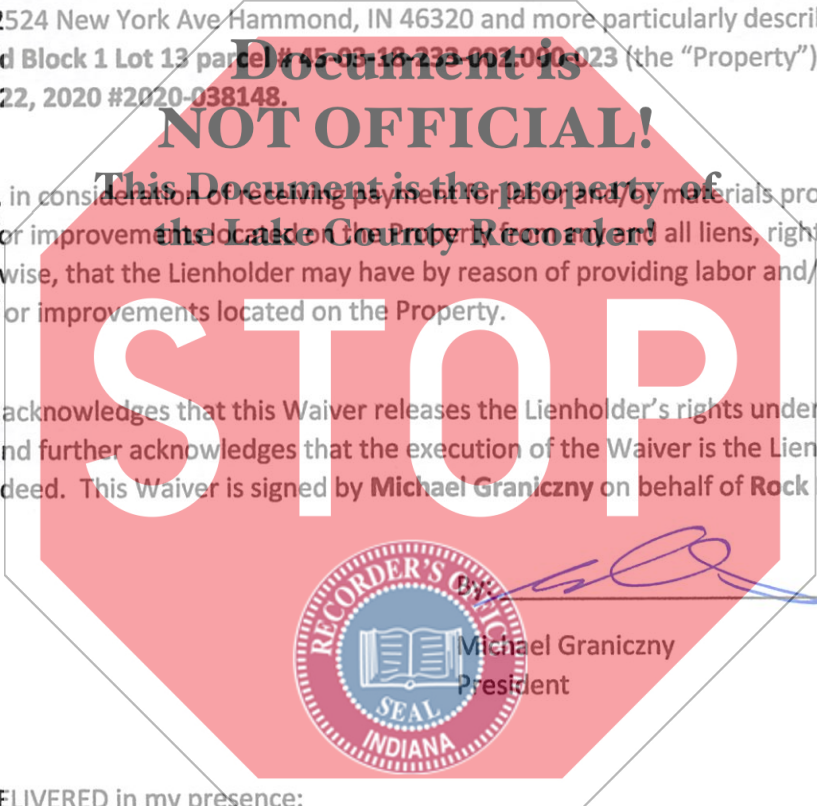 2524 New York Ave Hammond, IN 46320 and more particularly descri
d Block 1 Lot 13 parcel # 45-03-18-233-002.000-023 (the “Property”)
22, 2020 #2020-038148.
Document is
NOT OFFICIAL!
This Document is the property of
the Lake County Recorder!
, in consideration of receiving payment for labor and/or materials pro
or improvements located on the Property from any and all liens, right
wise, that the Lienholder may have by reason of providing labor and/
or improvements located on the Property.
STOP
acknowledges that this Waiver releases the Lienholder’s rights under
nd further acknowledges that the execution of the Waiver is the Lien
deed. This Waiver is signed by Michael Graniczny on behalf of Rock
By:
RECORDER'S OFFIC
SEAL
INDIANA
Michael Graniczny
President
ELIVERED in my presence: